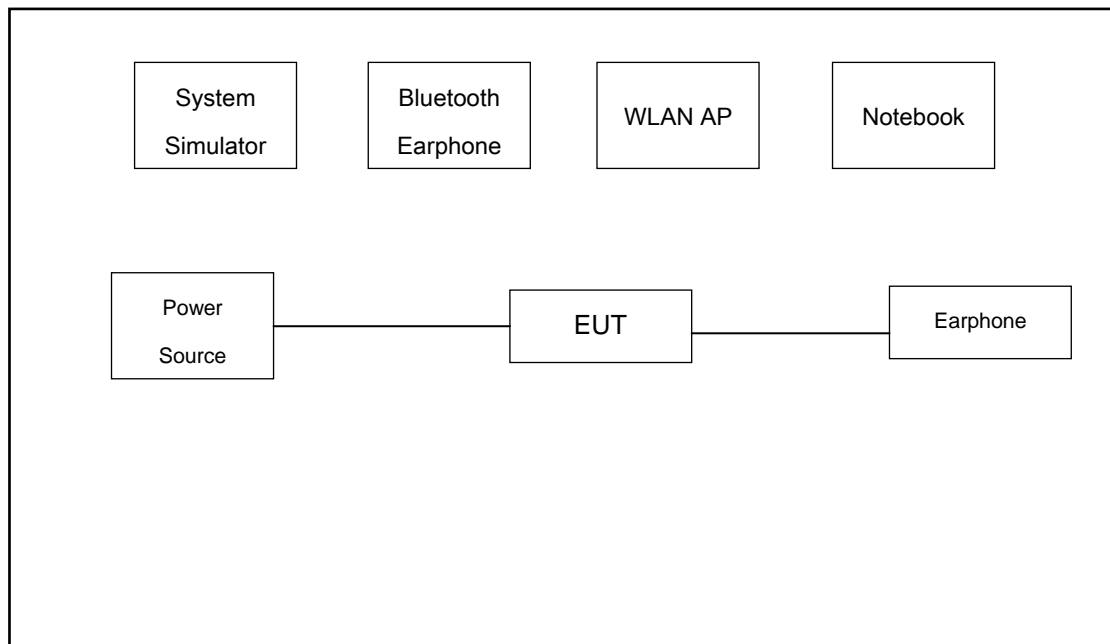 System
Simulator
Bluetooth
Earphone
WLAN AP
Notebook
Power
Source
EUT
Earphone